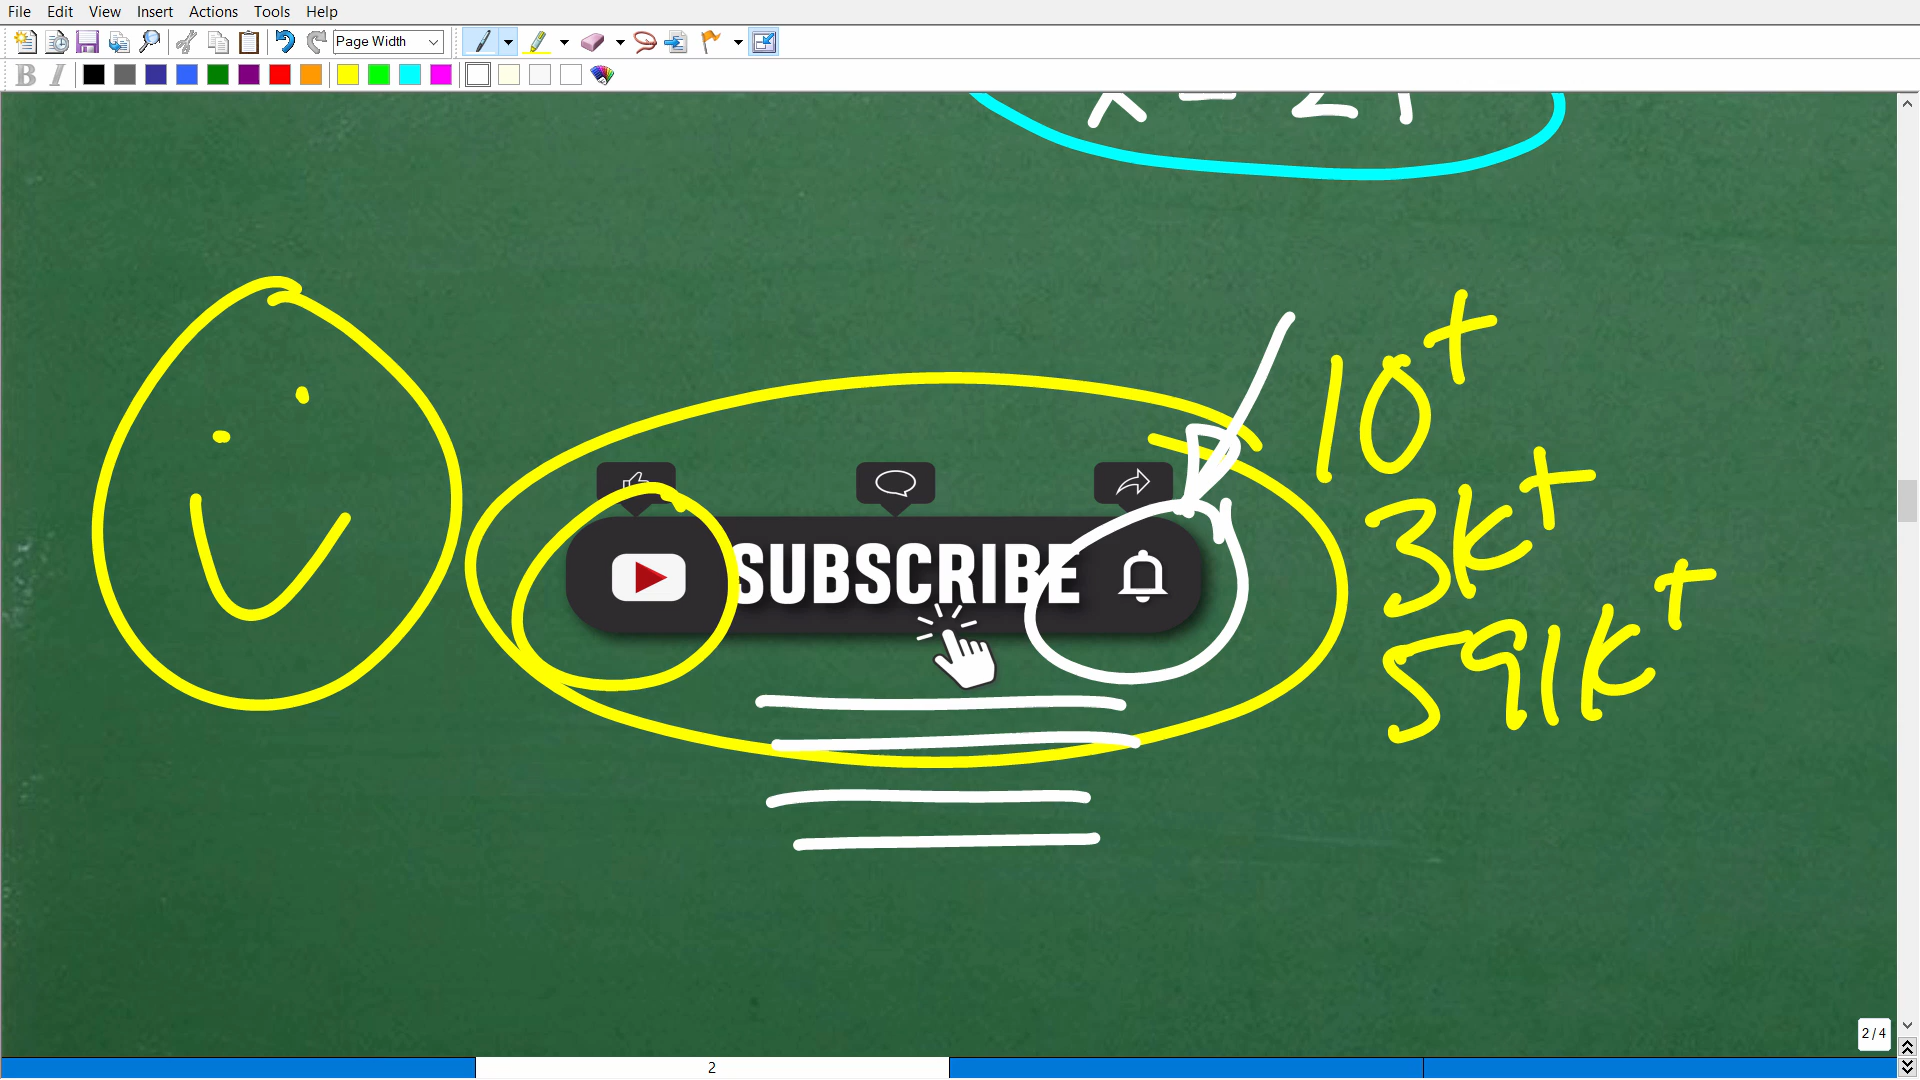 File Edit View Insert Actions Tools Help
Page Width
B I
10+
3k+
SUBSCRIBE
591k+
2 / 4
2